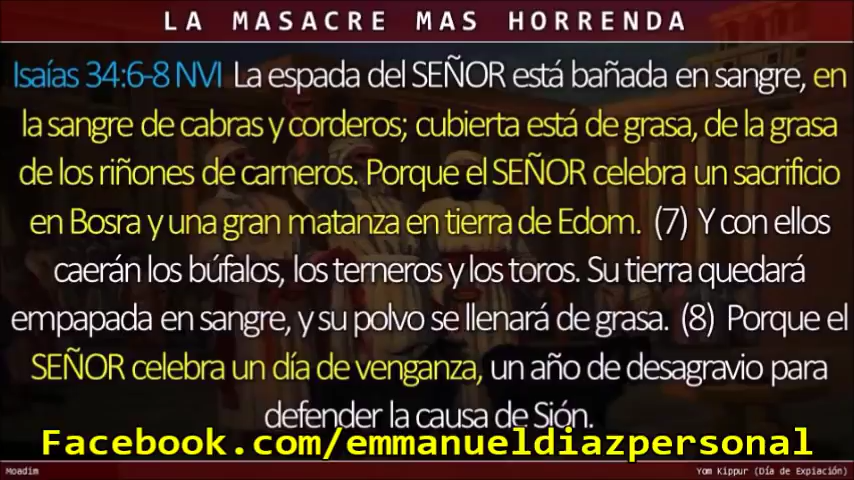 LA MASACRE MAS HORRENDA
Isaías 34:6-8 NVI La espada del SEÑOR está bañada en sangre, en
la sangre de cabras y corderos; cubierta está de grasa, de la grasa
de los riñones de carneros. Porque el SEÑOR celebra un sacrificio
en Bosra y una gran matanza en tierra de Edom. (7) Y con ellos
caerán los búfalos, los terneros y los toros. Su tierra quedará
empapada en sangre, y su polvo se llenará de grasa. (8) Porque el
SEÑOR celebra un día de venganza, un año de desagravio para
defender la causa de Sión.
Facebook.com/emmanueldiazpersonal
Moadim
Yom Kippur (Día de Expiación)